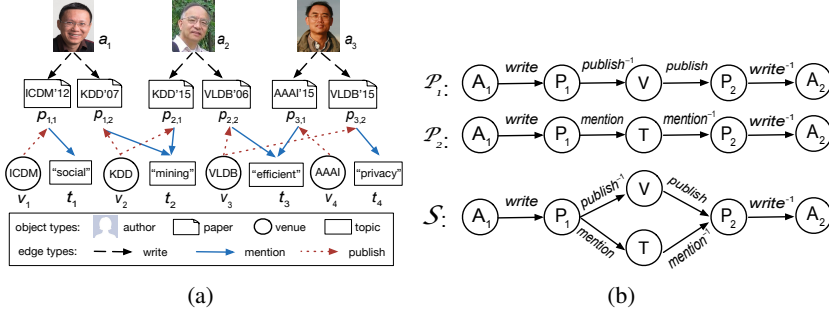 a1 a2 a3
ICDM'12 KDD'07 KDD'15 VLDB'06 AAAI'15 VLDB'15
p1,1 p1,2 p2,1 p2,2 p3,1 p3,2
ICDM "social" KDD "mining" VLDB "efficient" AAAI "privacy"
v1 t1 v2 t2 v3 t3 v4 t4
object types: author paper venue topic
edge types: write mention publish
(a)
P1: A1 write P1 publish-1 V publish P2 write-1 A2
P2: A1 write P1 mention T mention-1 P2 write-1 A2
S: A1 write P1 publish-1 V publish P2 write-1 A2
mention T mention-1
(b)